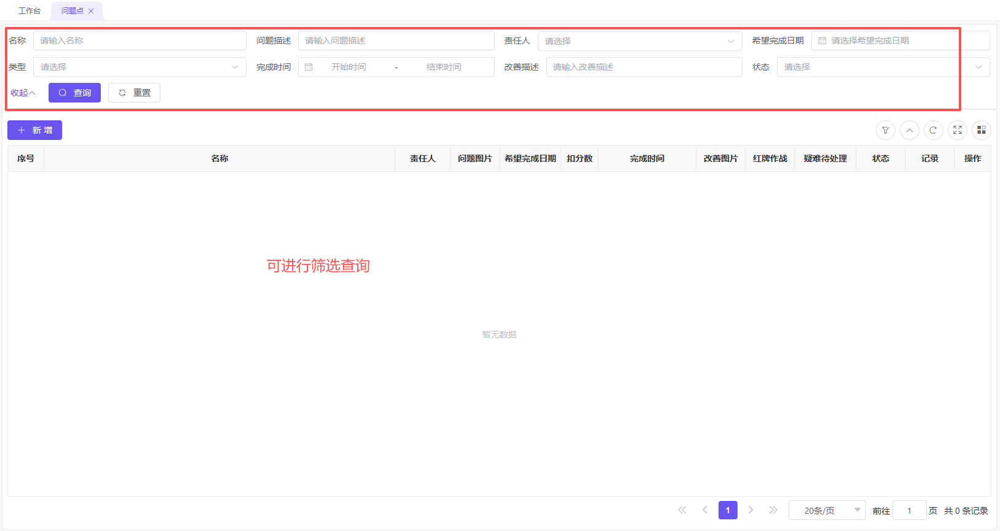 工作台 问题点
名称 请输入名称 问题描述 请输入问题描述 责任人 请选择 希望完成日期 请选择希望完成日期
类型 请选择 完成时间 开始时间 - 结束时间 改善描述 请输入改善描述 状态 请选择
收起 查询 重置
新增
序号 名称 责任人 问题图片 希望完成日期 扣分数 完成时间 改善图片 红牌作战 疑难待处理 状态 记录 操作
可进行筛选查询
暂无数据
1 20条/页 前往 1 页 共 0 条记录